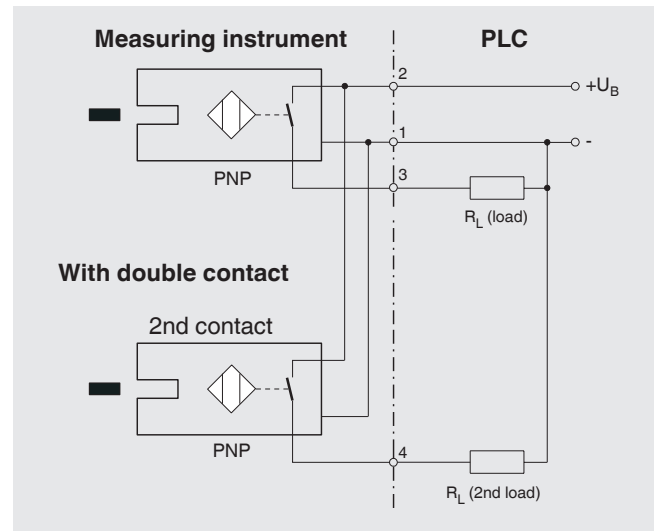 Measuring instrument
PLC
2
+U_B
1
-
3
PNP
R_L (load)
With double contact
2nd contact
PNP
4
R_L (2nd load)